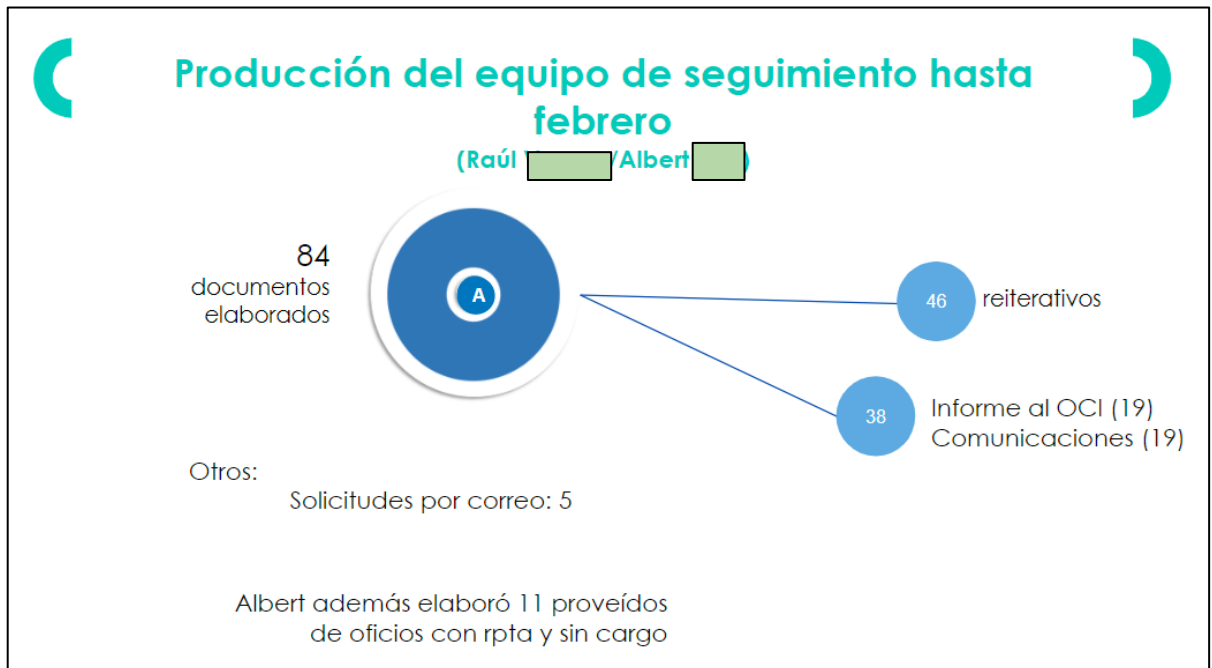 Producción del equipo de seguimiento hasta
febrero
(Raúl /Albert )
84
documentos
elaborados
A
46
reiterativos
38
Informe al OCI (19)
Comunicaciones (19)
Otros:
Solicitudes por correo: 5
Albert además elaboró 11 proveídos
de oficios con rpta y sin cargo